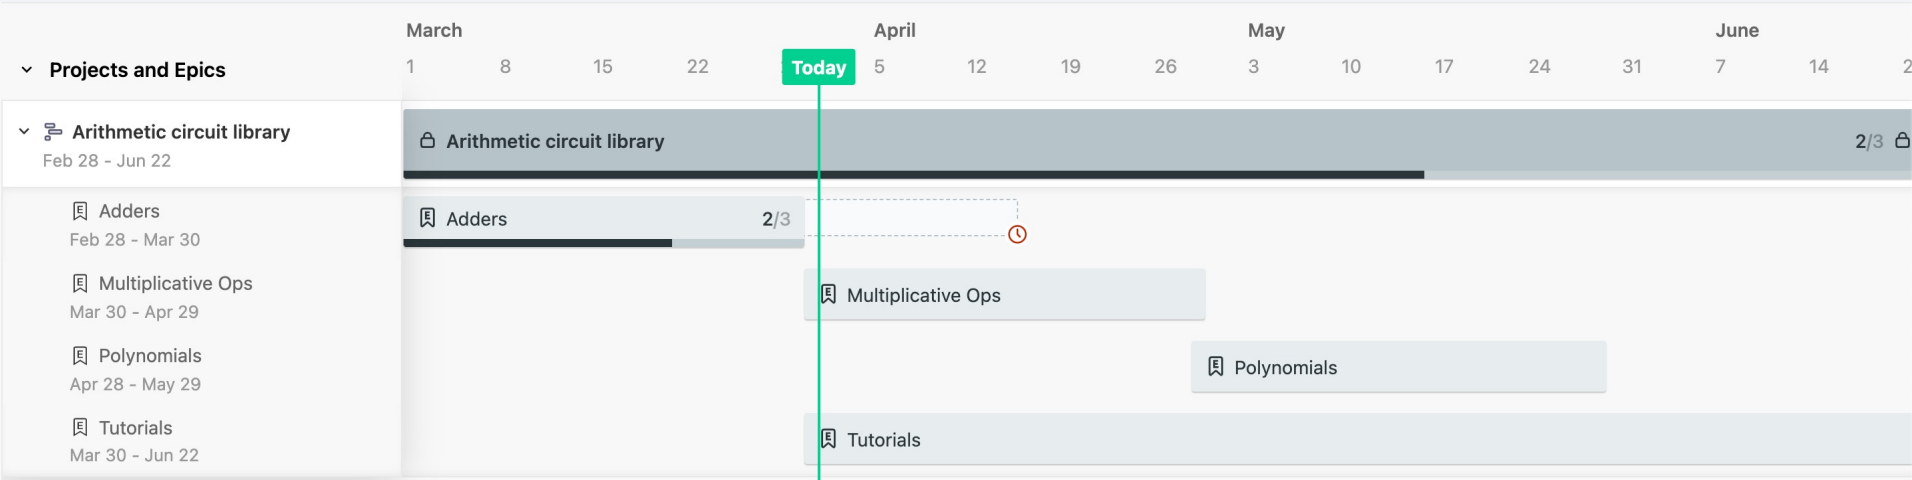 March April May June
Projects and Epics
1 8 15 22 Today 5 12 19 26 3 10 17 24 31 7 14
Arithmetic circuit library
Feb 28 - Jun 22
Arithmetic circuit library 2/3
Adders
Feb 28 - Mar 30
Adders 2/3
Multiplicative Ops
Mar 30 - Apr 29
Multiplicative Ops
Polynomials
Apr 28 - May 29
Polynomials
Tutorials
Mar 30 - Jun 22
Tutorials